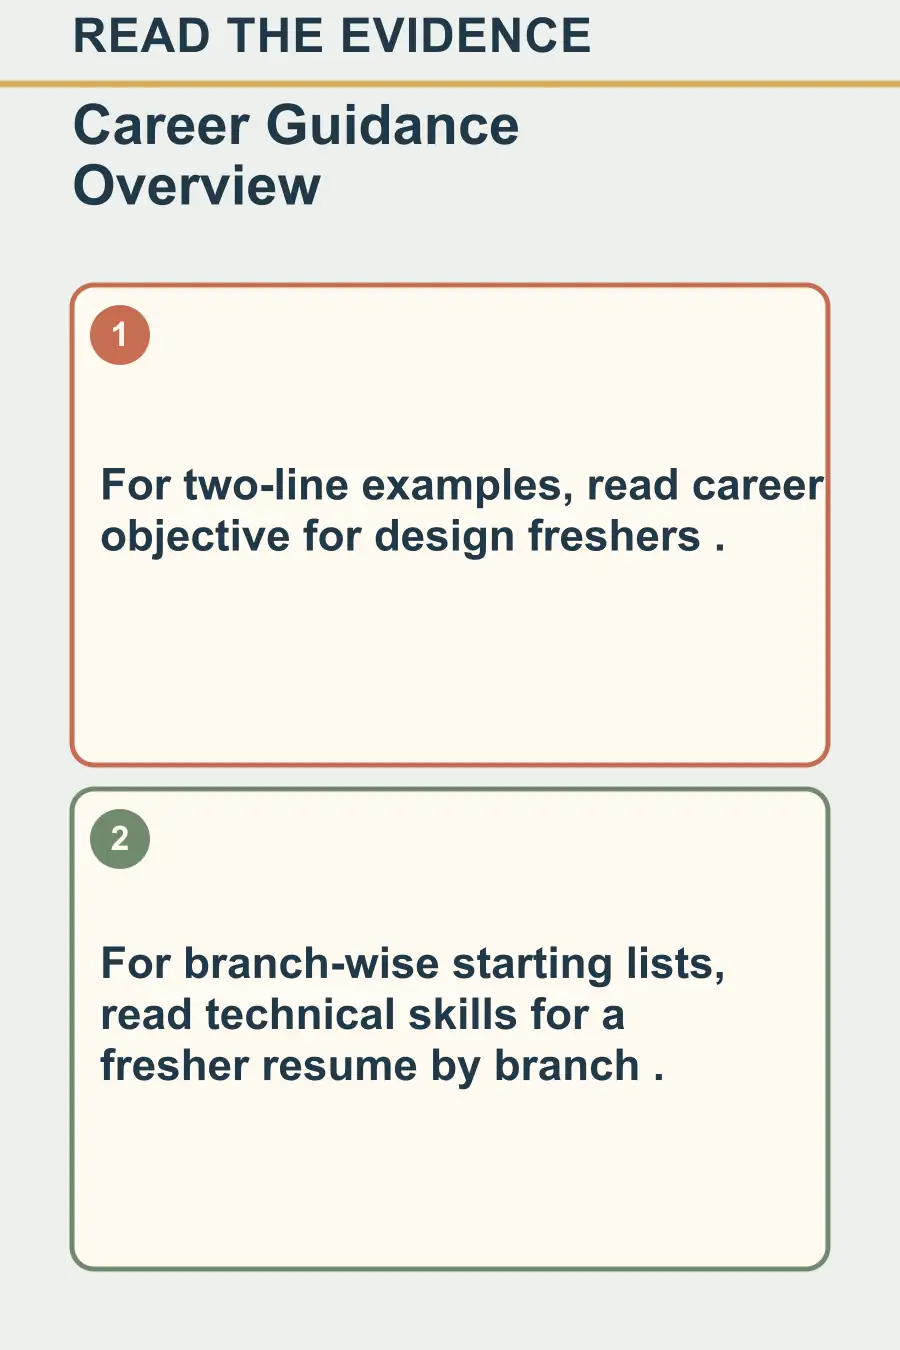 READ THE EVIDENCE
Career Guidance
Overview
1
For two-line examples, read career
objective for design freshers .
2
For branch-wise starting lists,
read technical skills for a
fresher resume by branch .